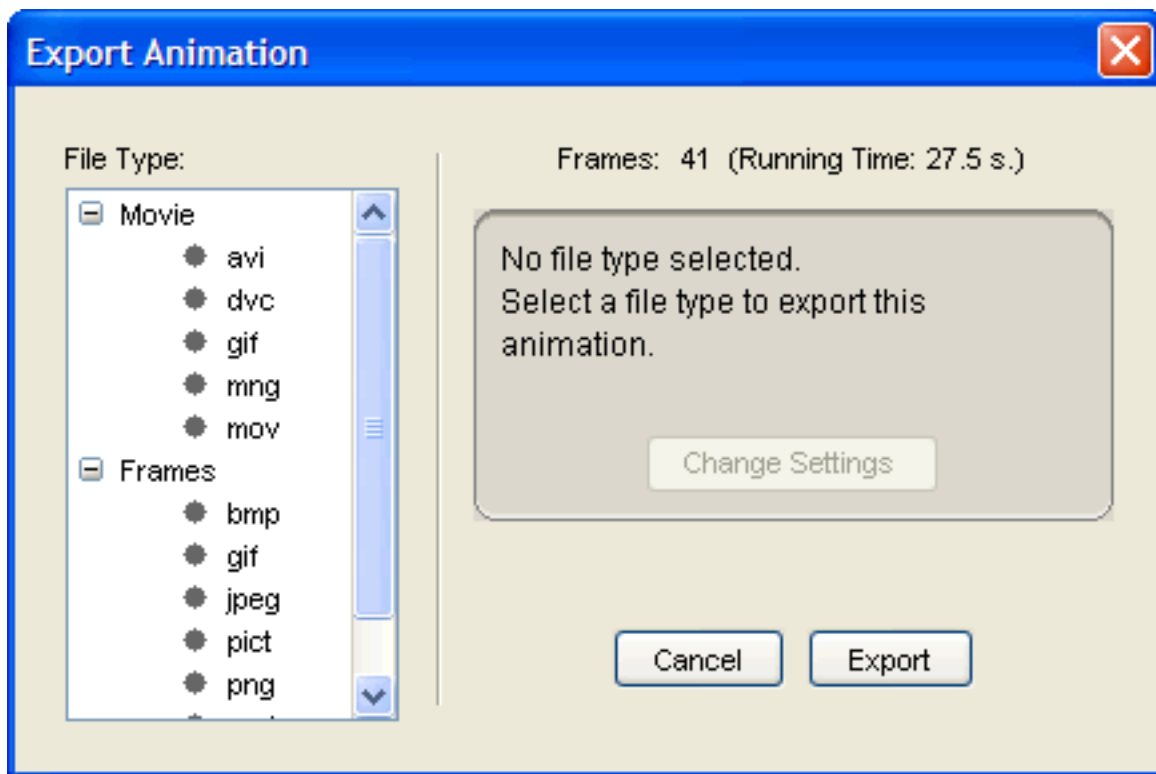 Export Animation
File Type:
Movie
avi
dvc
gif
mng
mov
Frames
bmp
gif
jpeg
pict
png
Frames: 41 (Running Time: 27.5 s.)
No file type selected.
Select a file type to export this
animation.
Change Settings
Cancel
Export